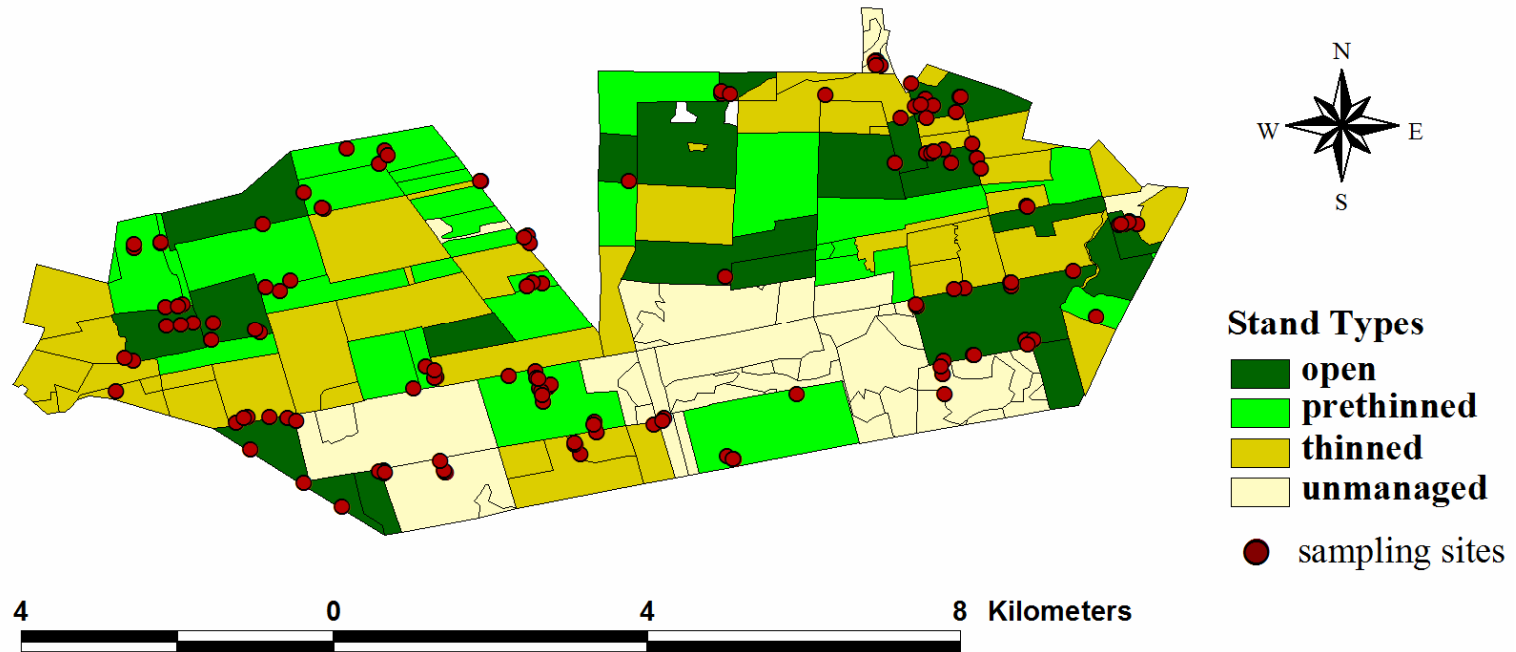 N
W E
S
Stand Types
open
prethinned
thinned
unmanaged
sampling sites
4 0 4 8 Kilometers